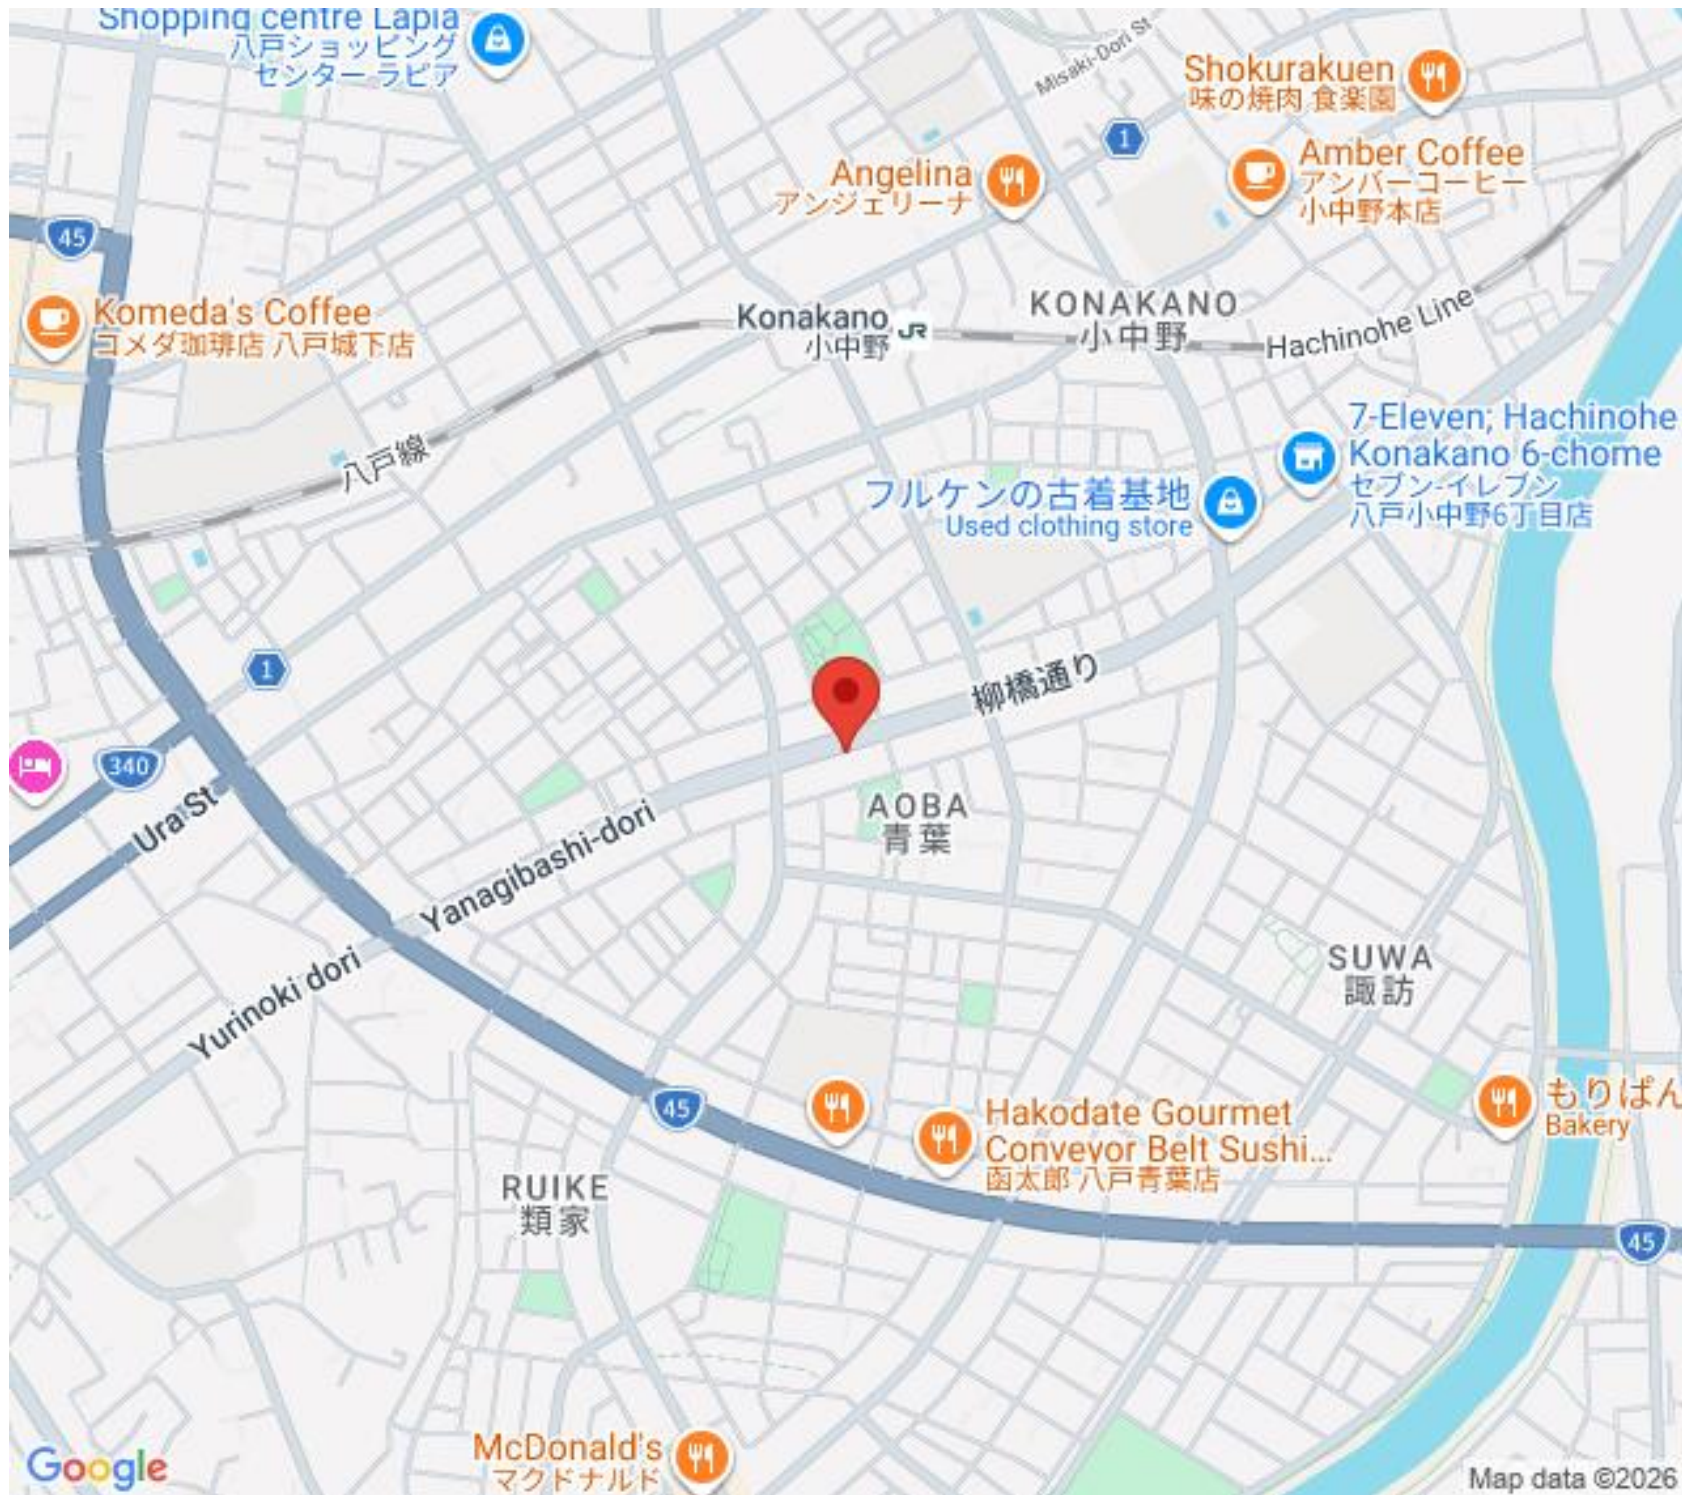 Shopping centre Lapia
八戸ショッピング
センター ラピア
Misaki-Dori St
Shokurakuen
味の焼肉 食楽園
1
Angelina
アンジェリーナ
Amber Coffee
アンバーコーヒー
小中野本店
45
Komeda's Coffee
コメダ珈琲店 八戸城下店
Konakano
小中野
JR
KONAKANO
小中野
Hachinohe Line
八戸線
7-Eleven; Hachinohe
Konakano 6-chome
セブン-イレブン
八戸小中野6丁目店
フルケンの古着基地
Used clothing store
1
柳橋通り
340
Ura St
AOBA
青葉
Yanagibashi-dori
Yurinoki dori
SUWA
諏訪
45
Hakodate Gourmet
Conveyor Belt Sushi...
函太郎 八戸青葉店
もりぱん
Bakery
RUIKE
類家
45
McDonald's
マクドナルド
Google
Map data ©2026